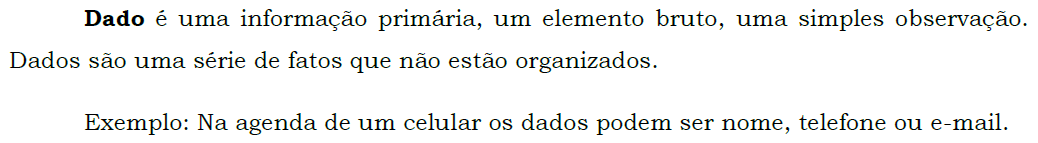 Dado é uma informação primária, um elemento bruto, uma simples observação.
Dados são uma série de fatos que não estão organizados.
Exemplo: Na agenda de um celular os dados podem ser nome, telefone ou e-mail.